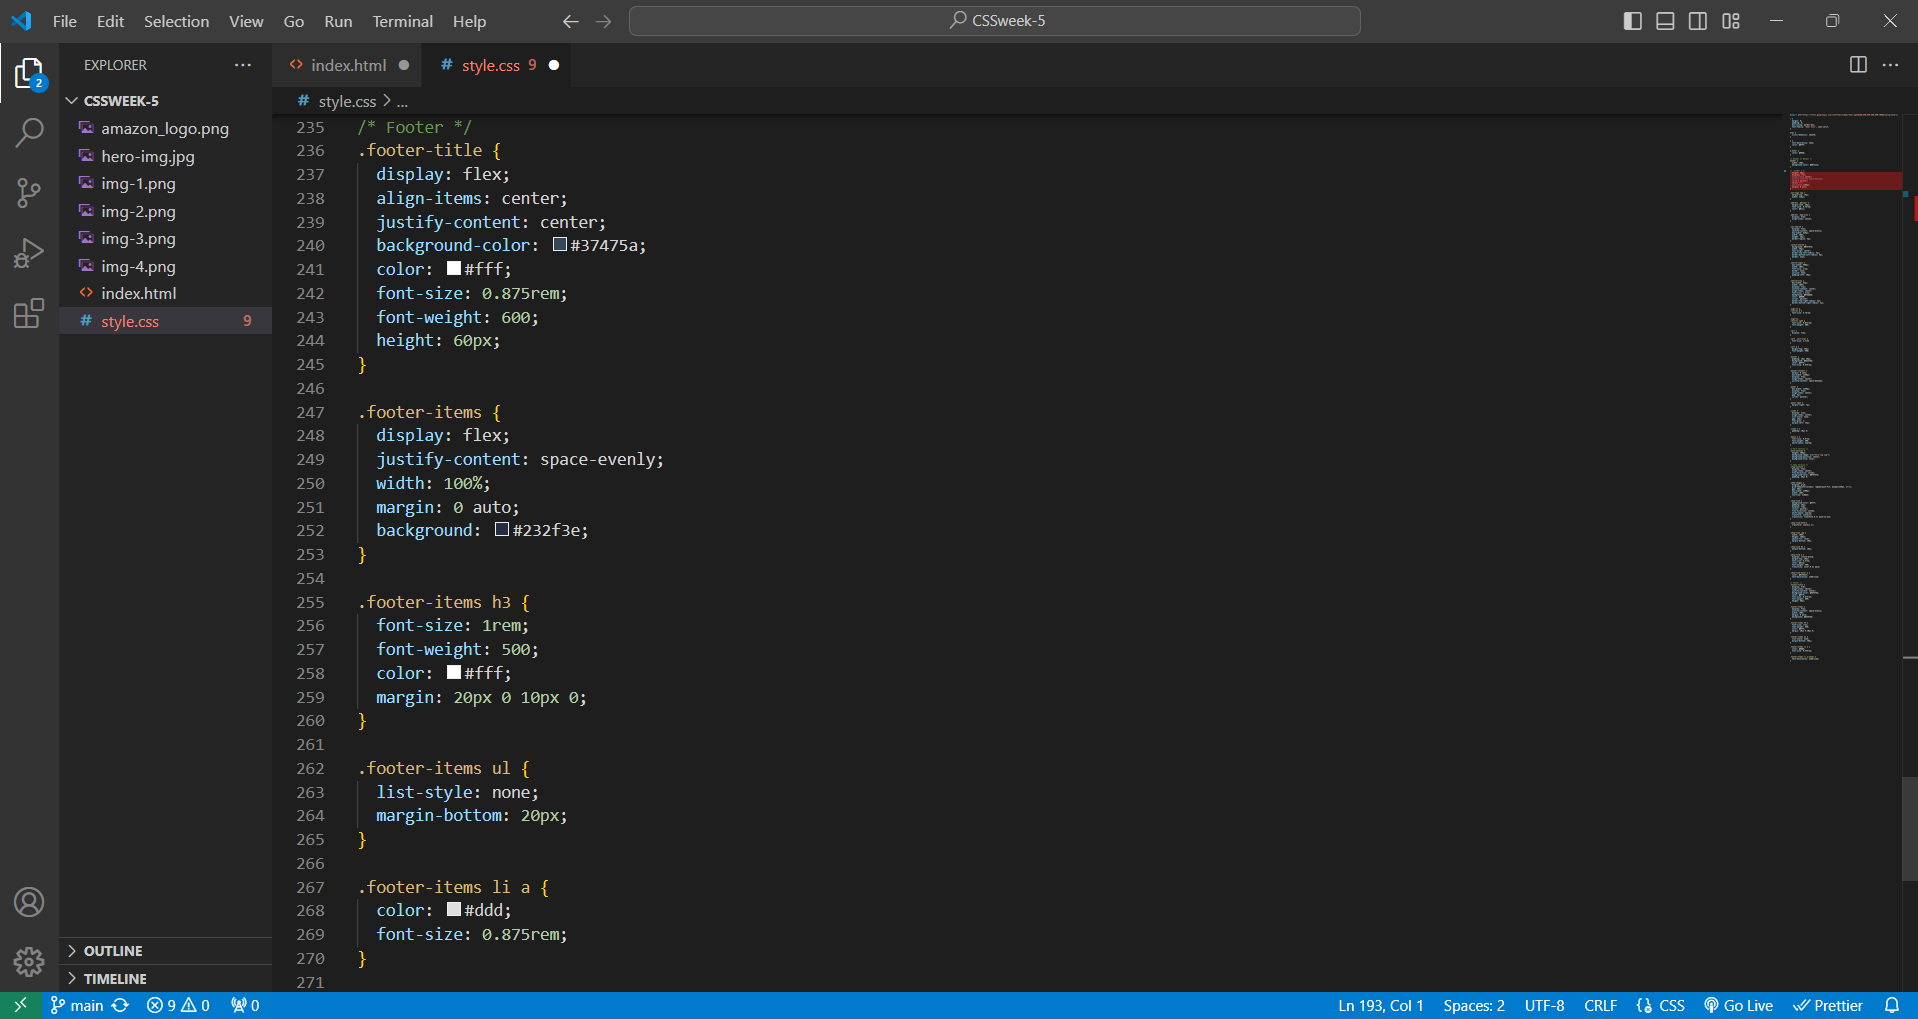 File Edit Selection View Go Run Terminal Help
CSSweek-5
EXPLORER
index.html
# style.css 9
CSSWEEK-5
# style.css > ...
amazon_logo.png
hero-img.jpg
img-1.png
img-2.png
img-3.png
img-4.png
index.html
# style.css 9
235 /* Footer */
236 .footer-title {
237 display: flex;
238 align-items: center;
239 justify-content: center;
240 background-color: #37475a;
241 color: #fff;
242 font-size: 0.875rem;
243 font-weight: 600;
244 height: 60px;
245 }
246
247 .footer-items {
248 display: flex;
249 justify-content: space-evenly;
250 width: 100%;
251 margin: 0 auto;
252 background: #232f3e;
253 }
254
255 .footer-items h3 {
256 font-size: 1rem;
257 font-weight: 500;
258 color: #fff;
259 margin: 20px 0 10px 0;
260 }
261
262 .footer-items ul {
263 list-style: none;
264 margin-bottom: 20px;
265 }
266
267 .footer-items li a {
268 color: #ddd;
269 font-size: 0.875rem;
270 }
271
2
OUTLINE
TIMELINE
main 9 0 0 Ln 193, Col 1 Spaces: 2 UTF-8 CRLF {} CSS Go Live Prettier